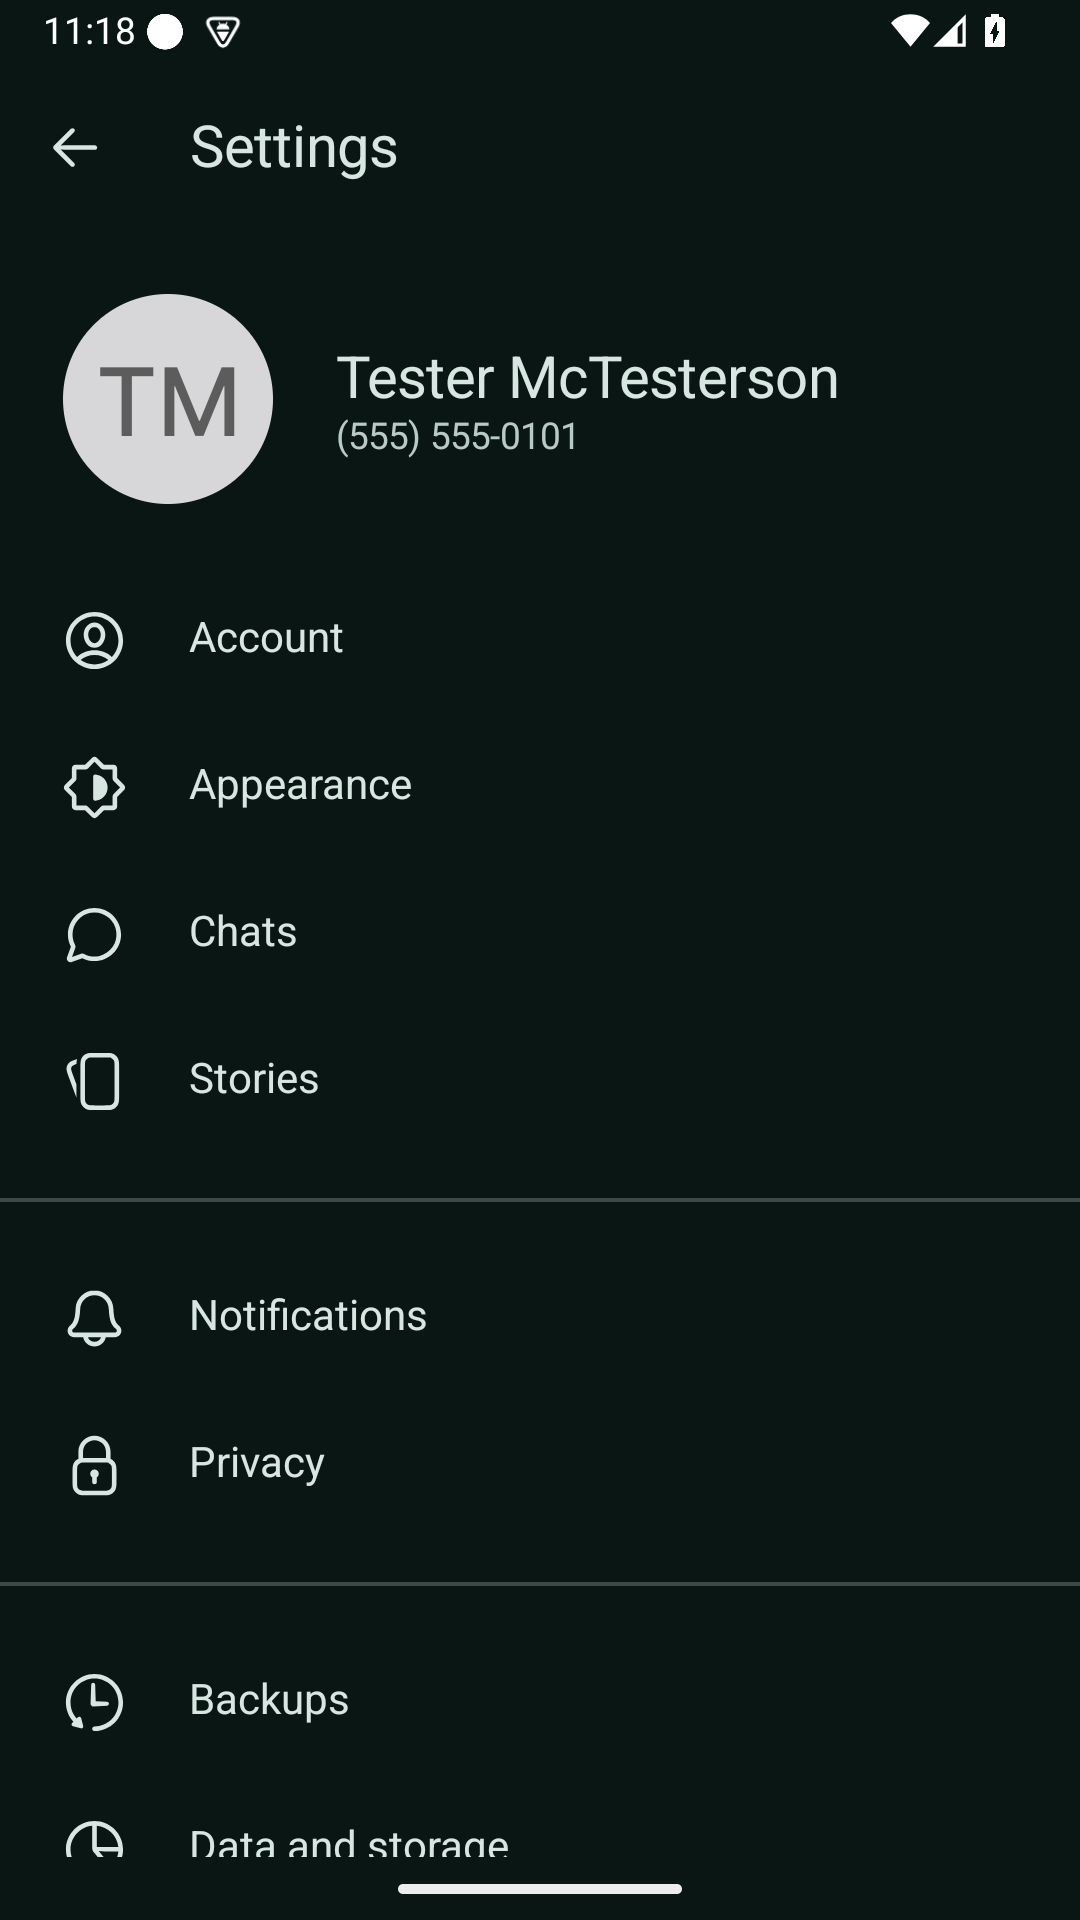 11:18
Settings
TM
Tester McTesterson
(555) 555-0101
Account
Appearance
Chats
Stories
Notifications
Privacy
Backups
Data and storage